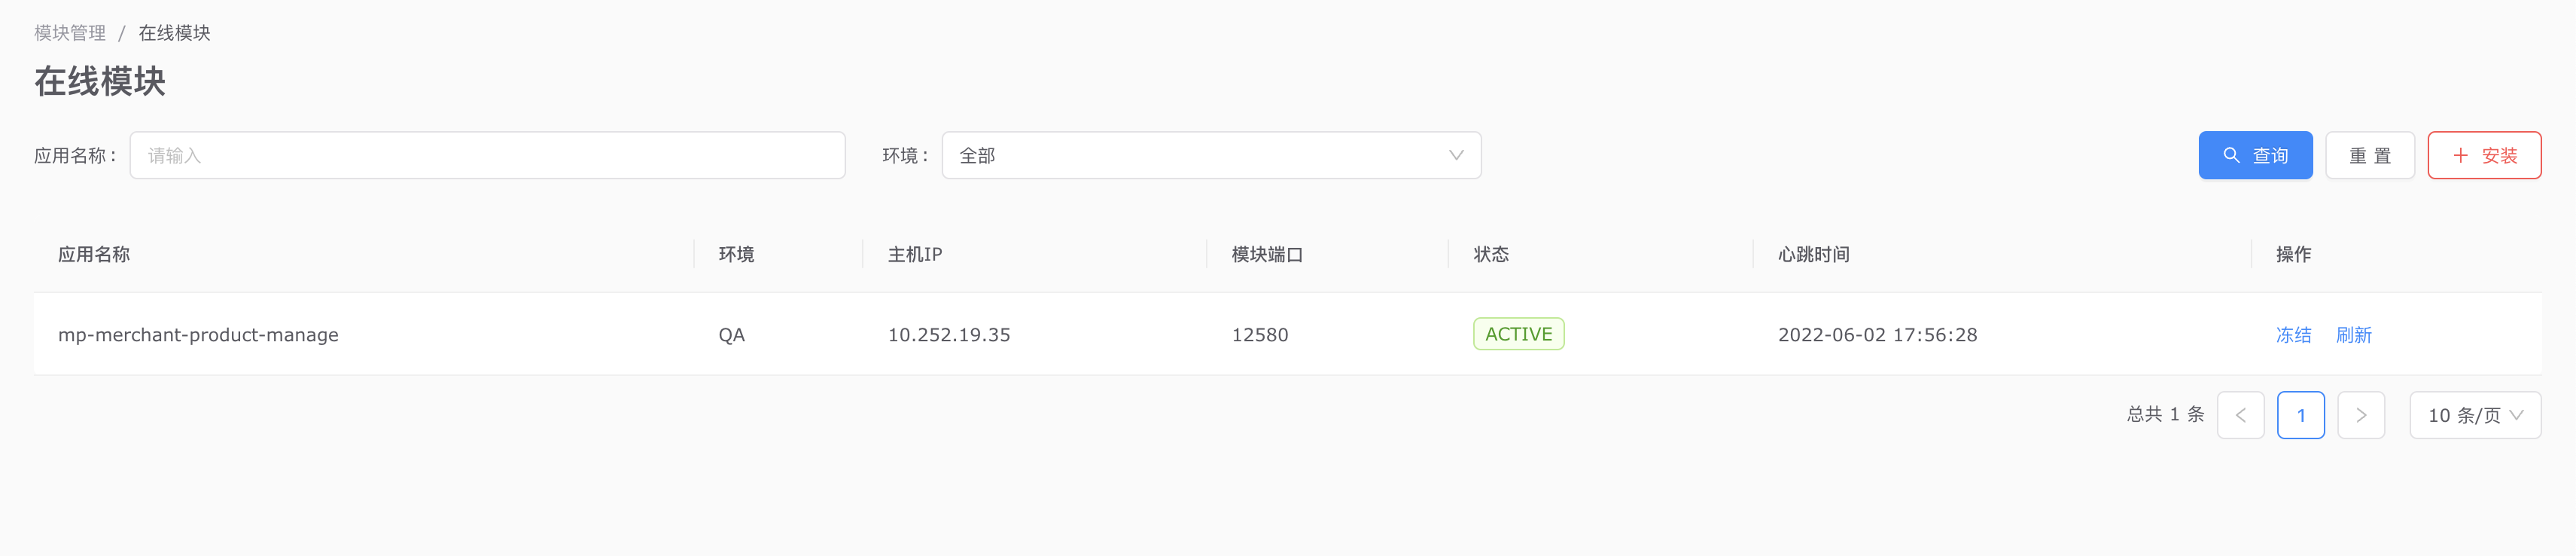 模块管理 / 在线模块
在线模块
应用名称： 请输入 环境： 全部 查询 重 置 + 安装
应用名称 环境 主机IP 模块端口 状态 心跳时间 操作
mp-merchant-product-manage QA 10.252.19.35 12580 ACTIVE 2022-06-02 17:56:28 冻结 刷新
总共 1 条 < 1 > 10 条/页